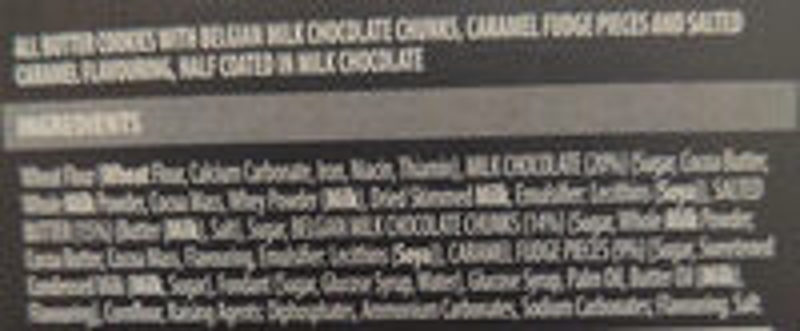 ALL BUTTER COOKIES WITH BELGIAN MILK CHOCOLATE CHUNKS, CARAMEL FUDGE PIECES AND SALTED
CARAMEL FLAVOURING, HALF COATED IN MILK CHOCOLATE
INGREDIENTS
Wheat Flour (Wheat Flour, Calcium Carbonate, Iron, Niacin, Thiamin), MILK CHOCOLATE (20%) (Sugar, Cocoa Butter,
Whole Milk Powder, Cocoa Mass, Whey Powder (Milk), Dried Skimmed Milk, Emulsifier: Lecithins (Soya)), SALTED
BUTTER (15%) (Butter (Milk), Salt), Sugar, BELGIAN MILK CHOCOLATE CHUNKS (14%) (Sugar, Whole Milk Powder,
Cocoa Butter, Cocoa Mass, Flavouring, Emulsifier: Lecithins (Soya)), CARAMEL FUDGE PIECES (9%) (Sugar, Sweetened
Condensed Milk (Milk, Sugar), Fondant (Sugar, Glucose Syrup, Water), Glucose Syrup, Palm Oil, Butter Oil (Milk),
Flavouring), Cornflour, Raising Agents: Diphosphates, Ammonium Carbonates, Sodium Carbonates; Flavouring, Salt.